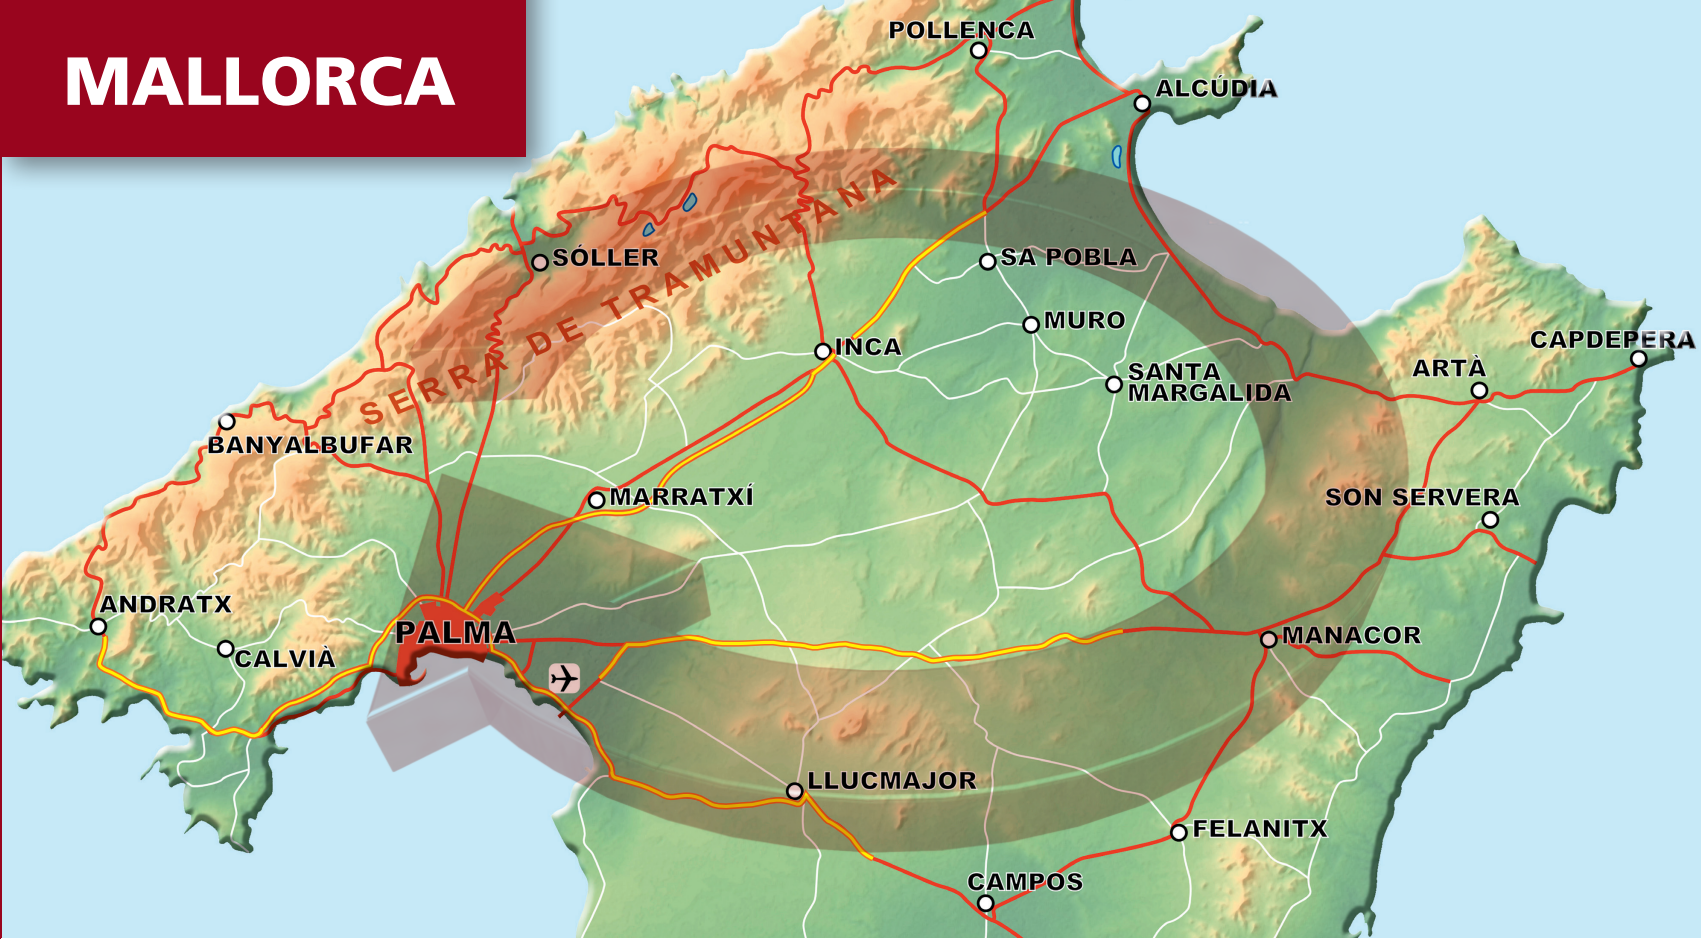 MALLORCA
POLLENCA
ALCÚDIA
SERRA DE TRAMUNTANA
SÓLLER
SA POBLA
MURO
INCA
SANTA
MARGALIDA
CAPDEPERA
ARTÀ
BANYALBUFAR
MARRATXÍ
SON SERVERA
ANDRATX
PALMA
CALVIÀ
MANACOR
LLUCMAJOR
FELANITX
CAMPOS